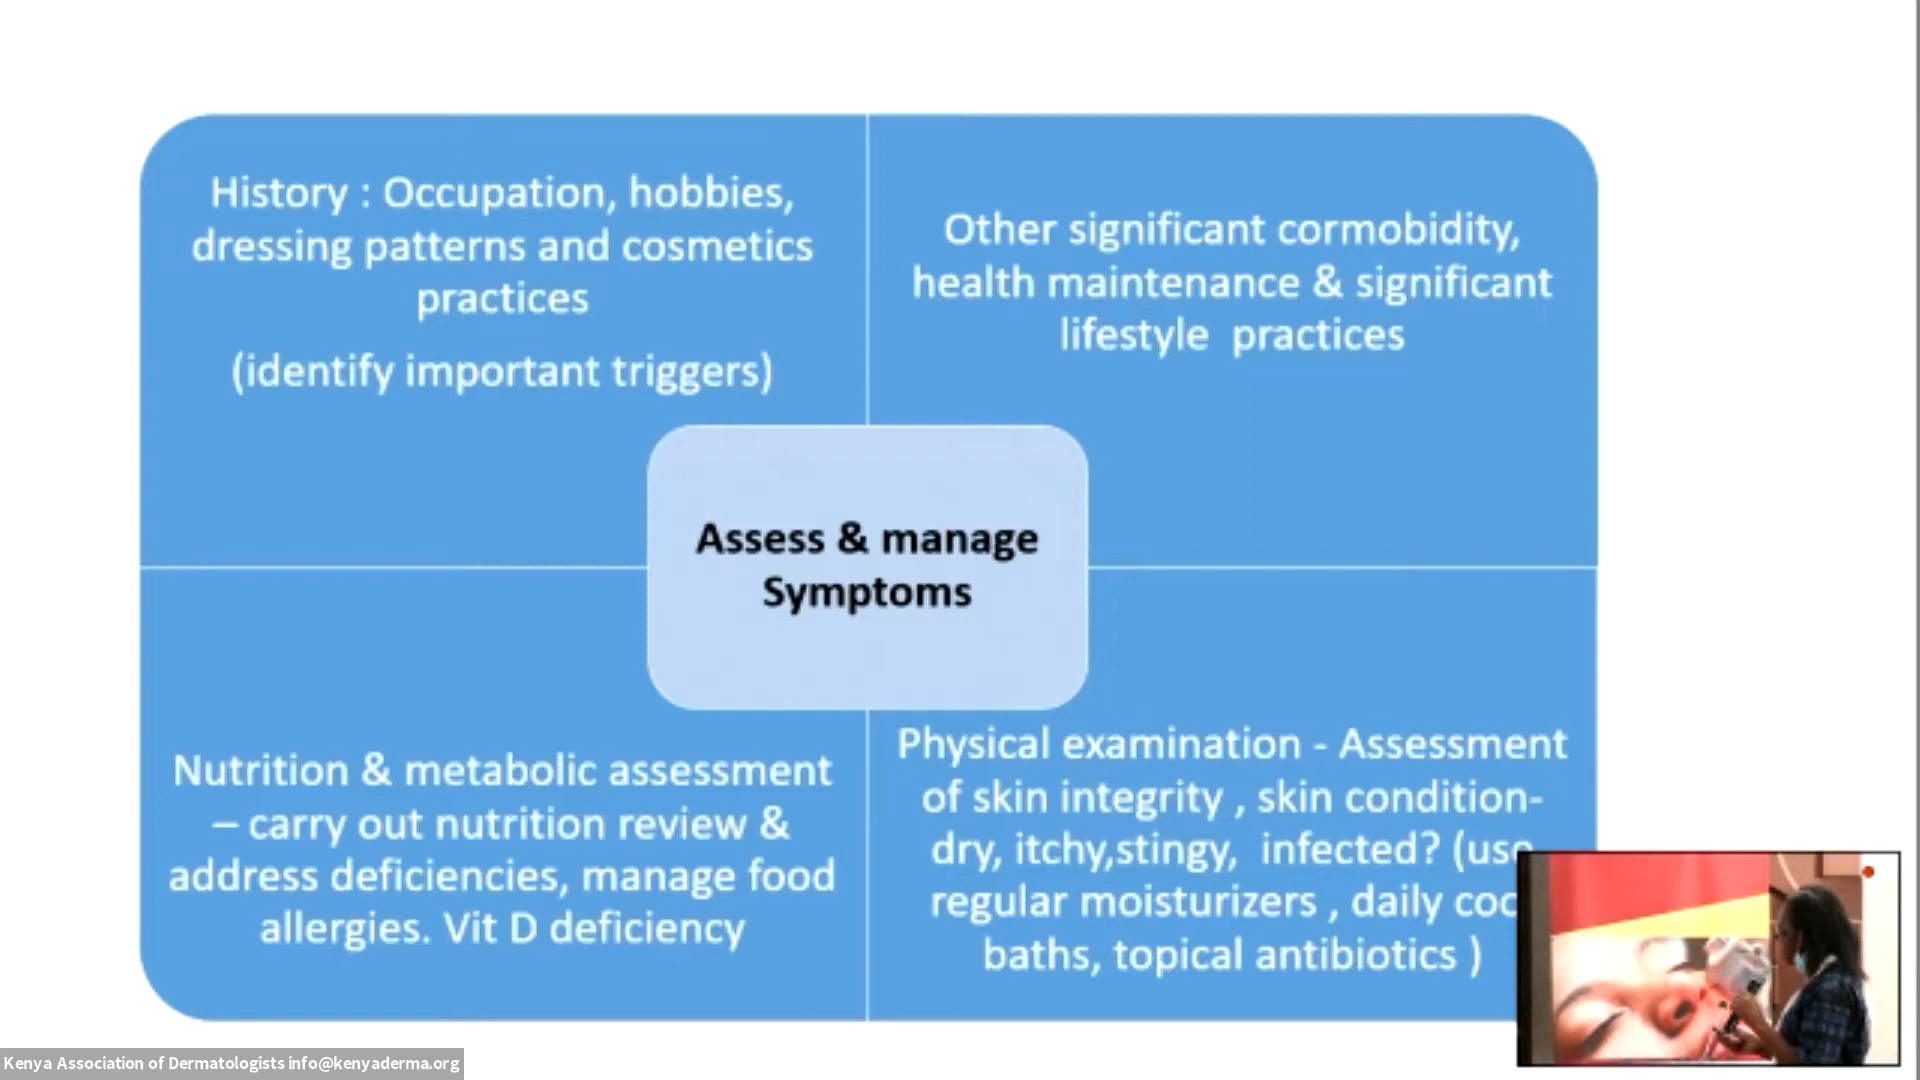 History : Occupation, hobbies,
dressing patterns and cosmetics
practices
(identify important triggers)
Other significant cormobidity,
health maintenance & significant
lifestyle practices
Assess & manage
Symptoms
Nutrition & metabolic assessment
– carry out nutrition review &
address deficiencies, manage food
allergies. Vit D deficiency
Physical examination - Assessment
of skin integrity , skin condition-
dry, itchy,stingy, infected? (use
regular moisturizers , daily
baths, topical antibiotics )
Kenya Association of Dermatologists info@kenyaderma.org